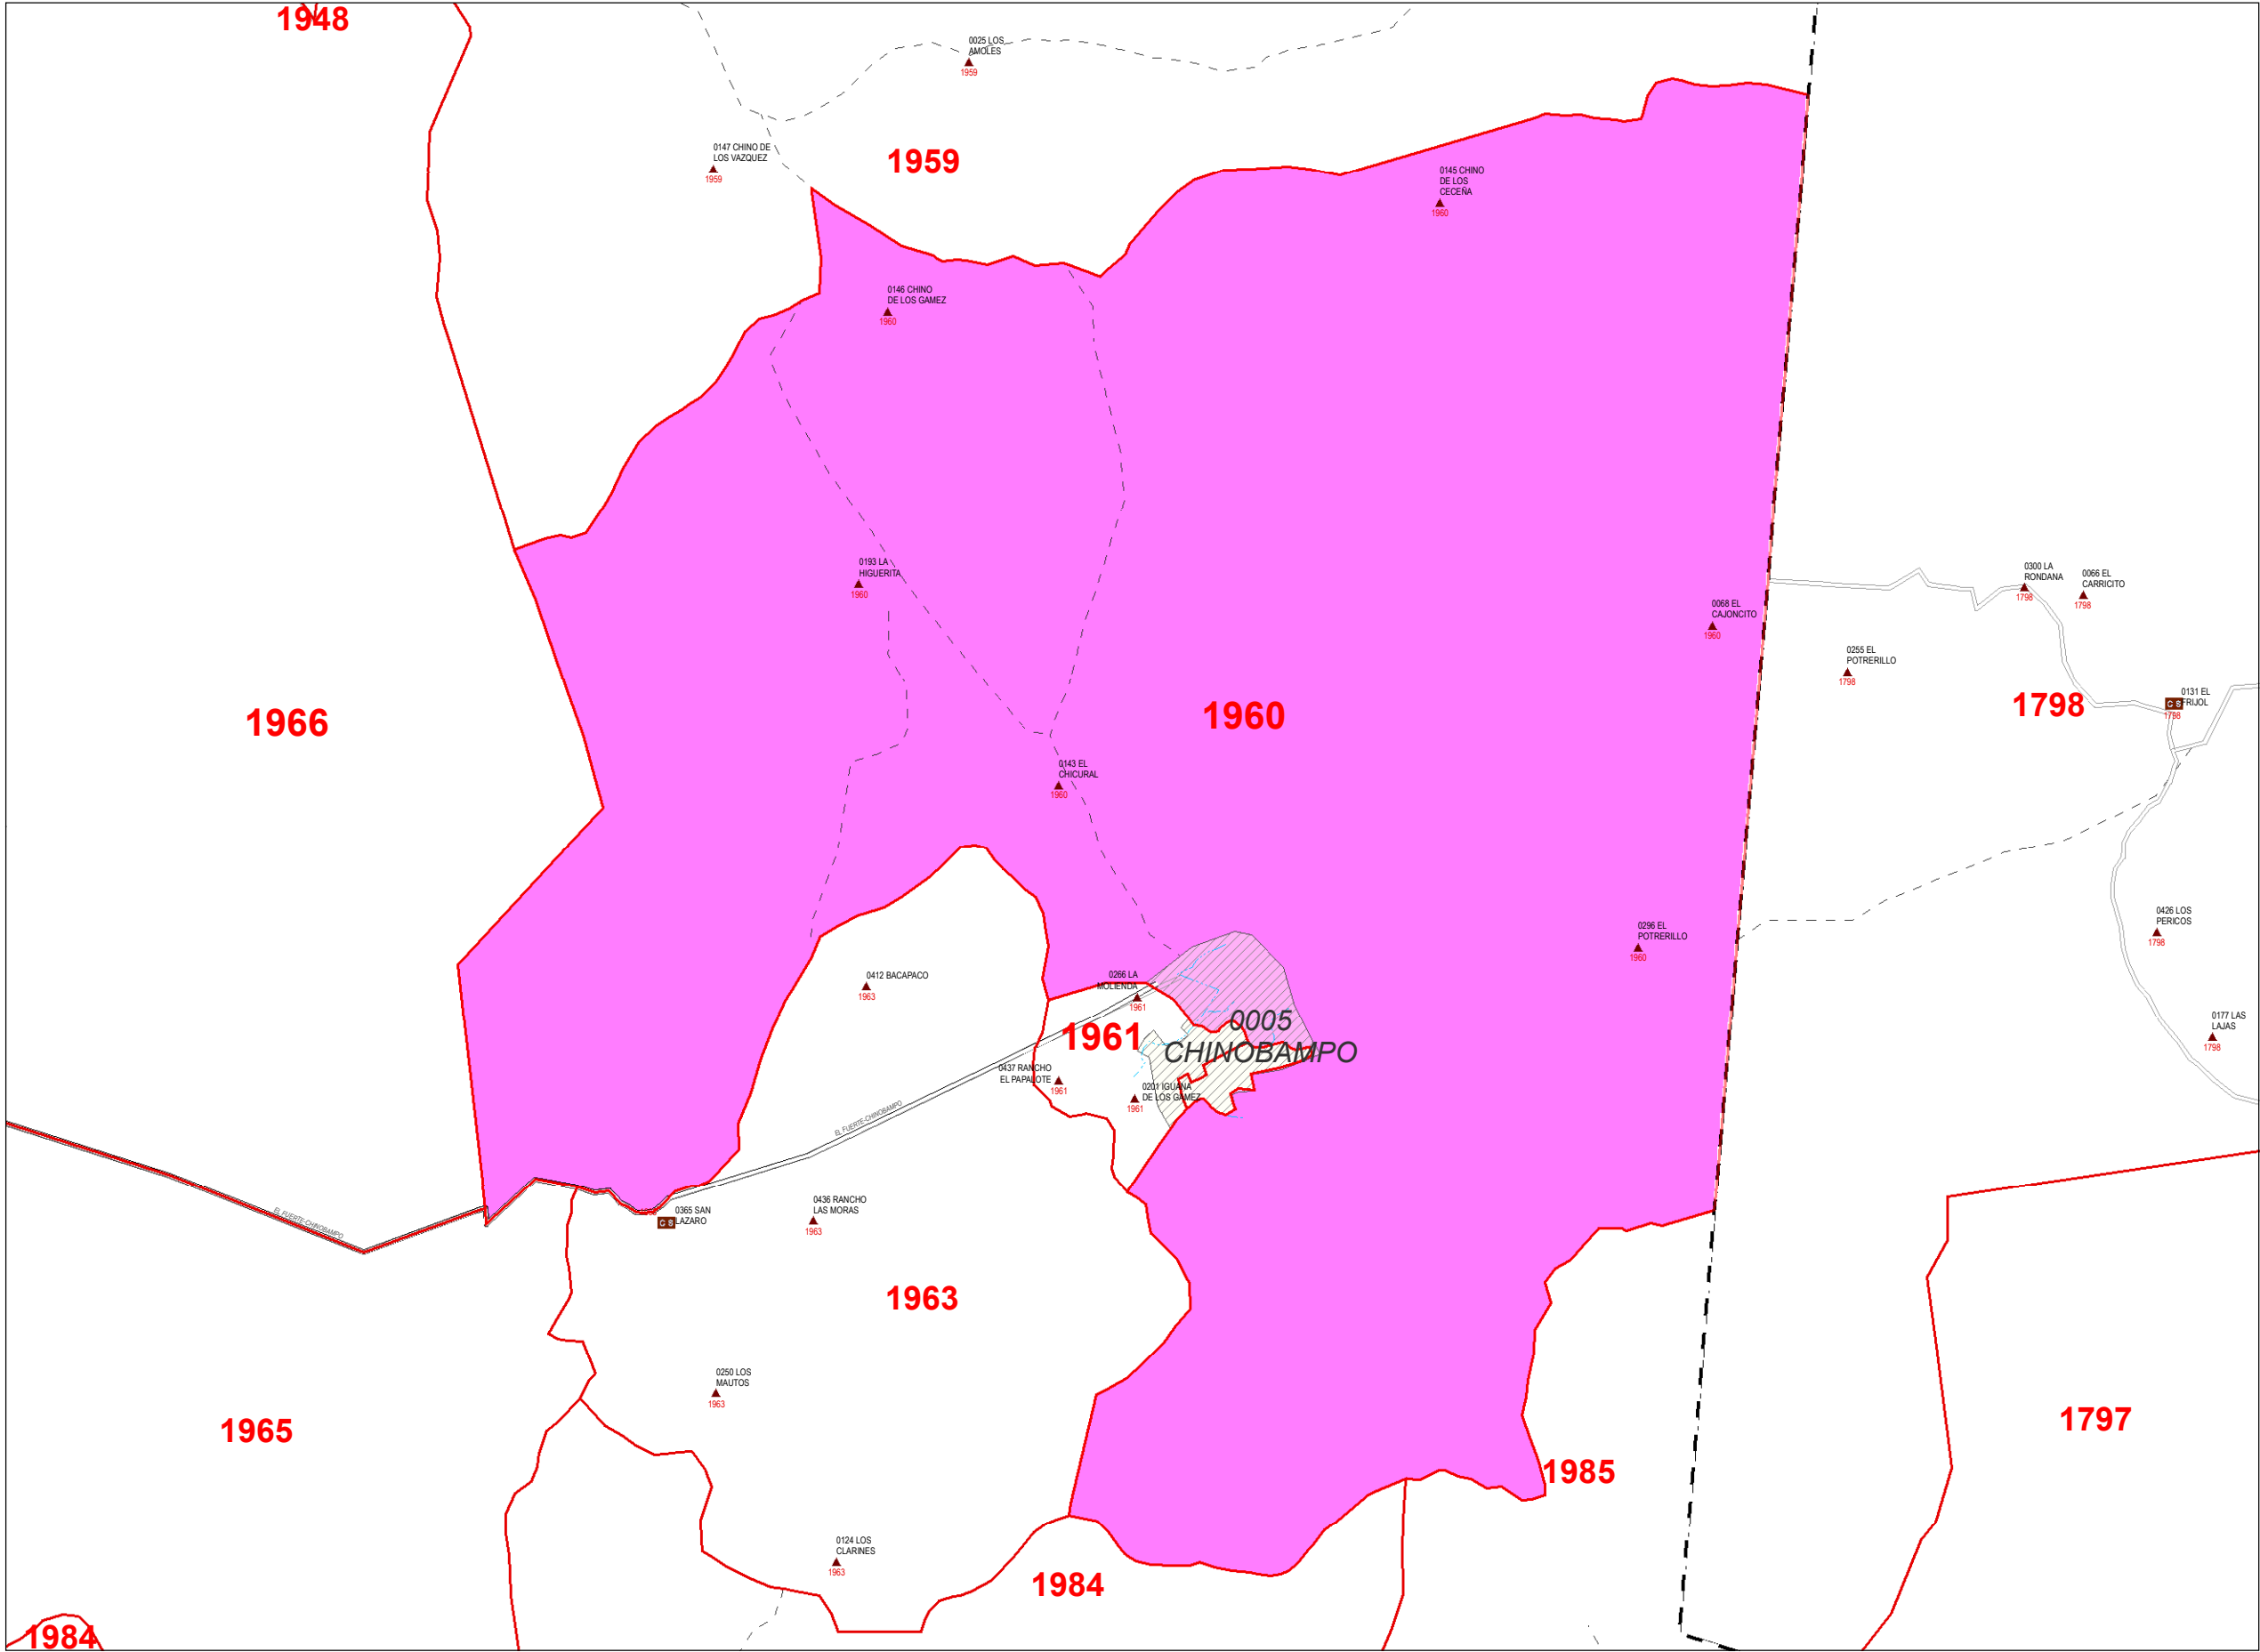 1948
0025 LOS
AMOLES
1959
0147 CHINO DE
LOS VAZQUEZ
1959
1959
0145 CHINO
DE LOS
CECEÑA
1960
0146 CHINO
DE LOS GAMEZ
1960
0193 LA
HIGUERITA
1960
0300 LA
RONDANA
1798
0066 EL
CARRICITO
1798
0068 EL
CAJONCITO
1960
0255 EL
POTRERILLO
1798
1966
1960
1798
0131 EL
FRIJOL
1798
0143 EL
CHICURAL
1960
0296 EL
POTRERILLO
1960
0426 LOS
PERICOS
1798
0412 BACAPACO
1963
0266 LA
MOLIENDA
1961
0005
CHINOBAMPO
1961
0177 LAS
LAJAS
1798
0437 RANCHO
EL PAPALOTE
1961
0201 IGUANA
DE LOS GAMEZ
1961
EL FUERTE-CHINOBAMPO
0436 RANCHO
LAS MORAS
1963
0365 SAN
LAZARO
EL FUERTE-CHINOBAMPO
1963
0250 LOS
MAUTOS
1963
1965
1797
1985
0124 LOS
CLARINES
1963
1984
1984